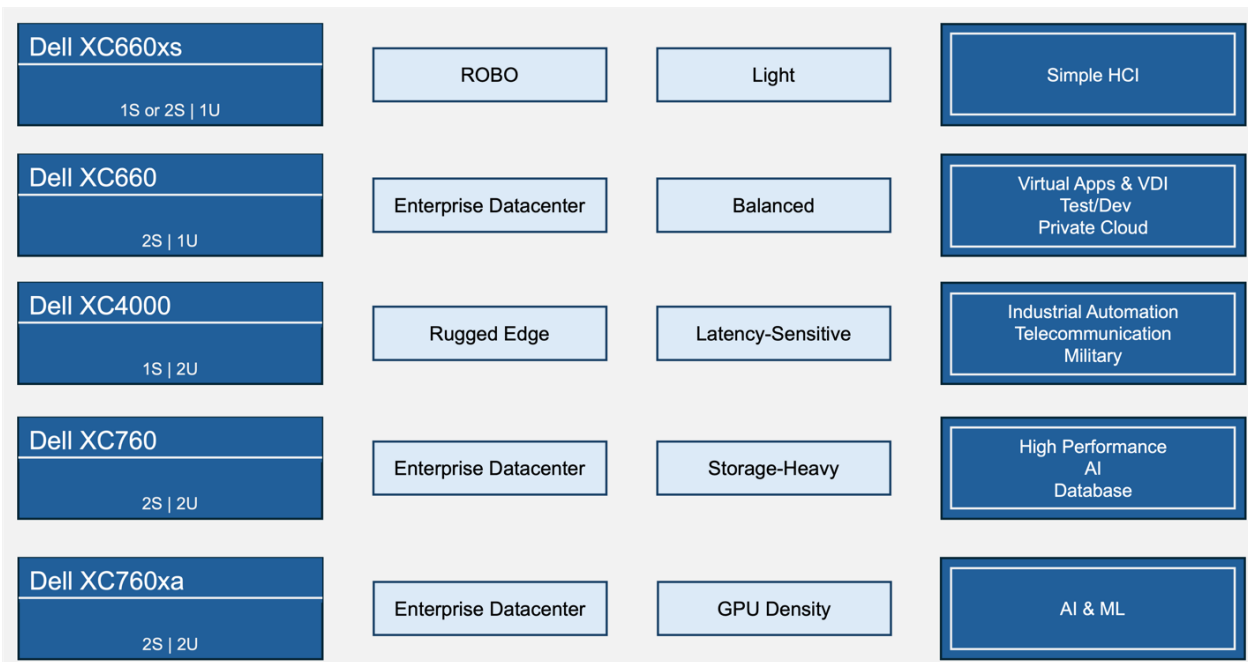 Dell XC660xs
1S or 2S | 1U
ROBO
Light
Simple HCI
Dell XC660
2S | 1U
Enterprise Datacenter
Balanced
Virtual Apps & VDI
Test/Dev
Private Cloud
Dell XC4000
1S | 2U
Rugged Edge
Latency-Sensitive
Industrial Automation
Telecommunication
Military
Dell XC760
2S | 2U
Enterprise Datacenter
Storage-Heavy
High Performance
AI
Database
Dell XC760xa
2S | 2U
Enterprise Datacenter
GPU Density
AI & ML